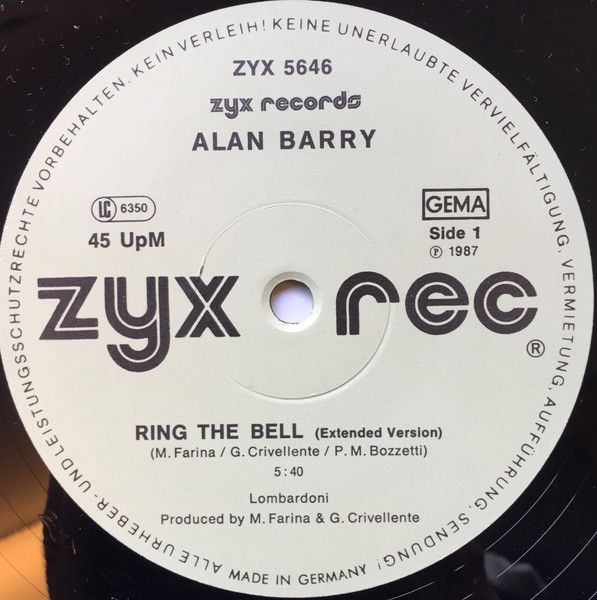 ALLE URHEBER- UND LEISTUNGSSCHUTZRECHTE VORBEHALTEN. KEIN VERLEIH! KEINE UNERLAUBTE VERVIELFÄLTIGUNG, VERMIETUNG, AUFFÜHRUNG, SENDUNG!
ZYX 5646
zyx records
ALAN BARRY
LC 6350
GEMA
45 UpM
Side 1
℗ 1987
zyx rec
®
RING THE BELL (Extended Version)
(M. Farina / G. Crivellente / P. M. Bozzetti)
5:40
Lombardoni
Produced by M. Farina & G. Crivellente
MADE IN GERMANY